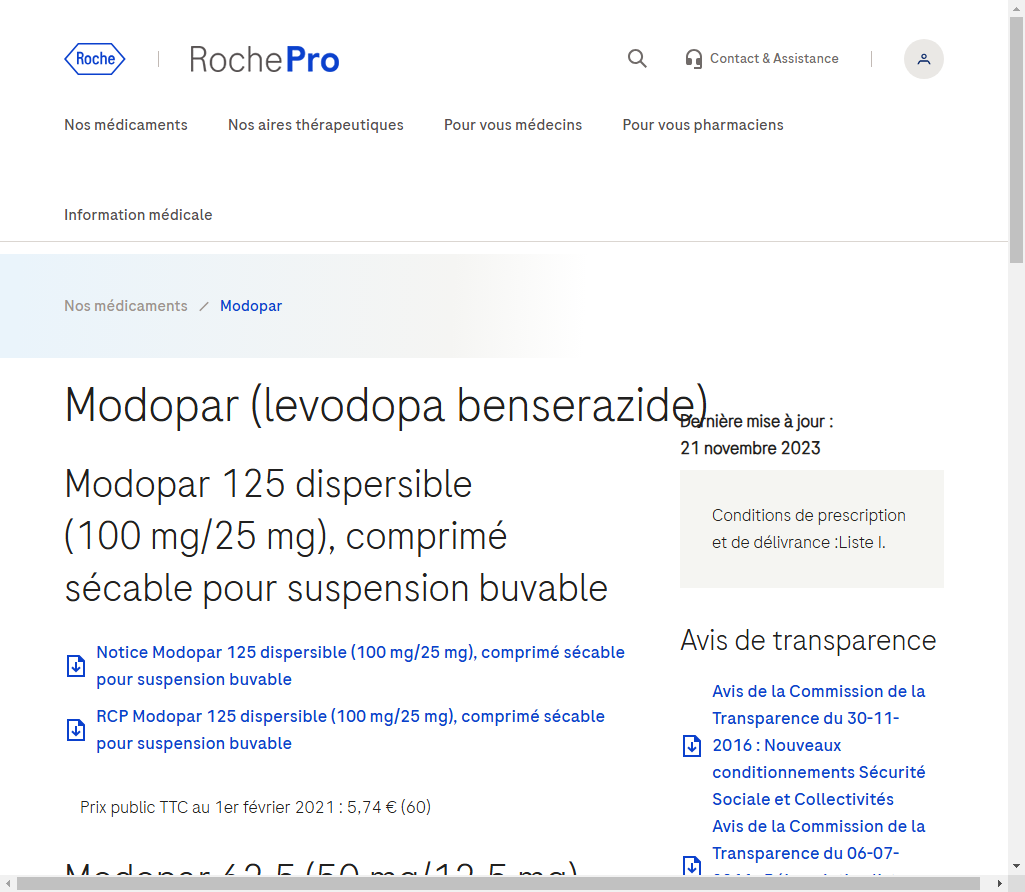 Roche
RochePro
Contact & Assistance
Nos médicaments
Nos aires thérapeutiques
Pour vous médecins
Pour vous pharmaciens
Information médicale
Nos médicaments / Modopar
Modopar (levodopa benserazide)
Dernière mise à jour :
21 novembre 2023
Modopar 125 dispersible
(100 mg/25 mg), comprimé
sécable pour suspension buvable
Notice Modopar 125 dispersible (100 mg/25 mg), comprimé sécable
pour suspension buvable
RCP Modopar 125 dispersible (100 mg/25 mg), comprimé sécable
pour suspension buvable
Prix public TTC au 1er février 2021 : 5,74 € (60)
Modopar 62,5 (50 mg/12,5 mg)
Conditions de prescription
et de délivrance :Liste I.
Avis de transparence
Avis de la Commission de la
Transparence du 30-11-
2016 : Nouveaux
conditionnements Sécurité
Sociale et Collectivités
Avis de la Commission de la
Transparence du 06-07-